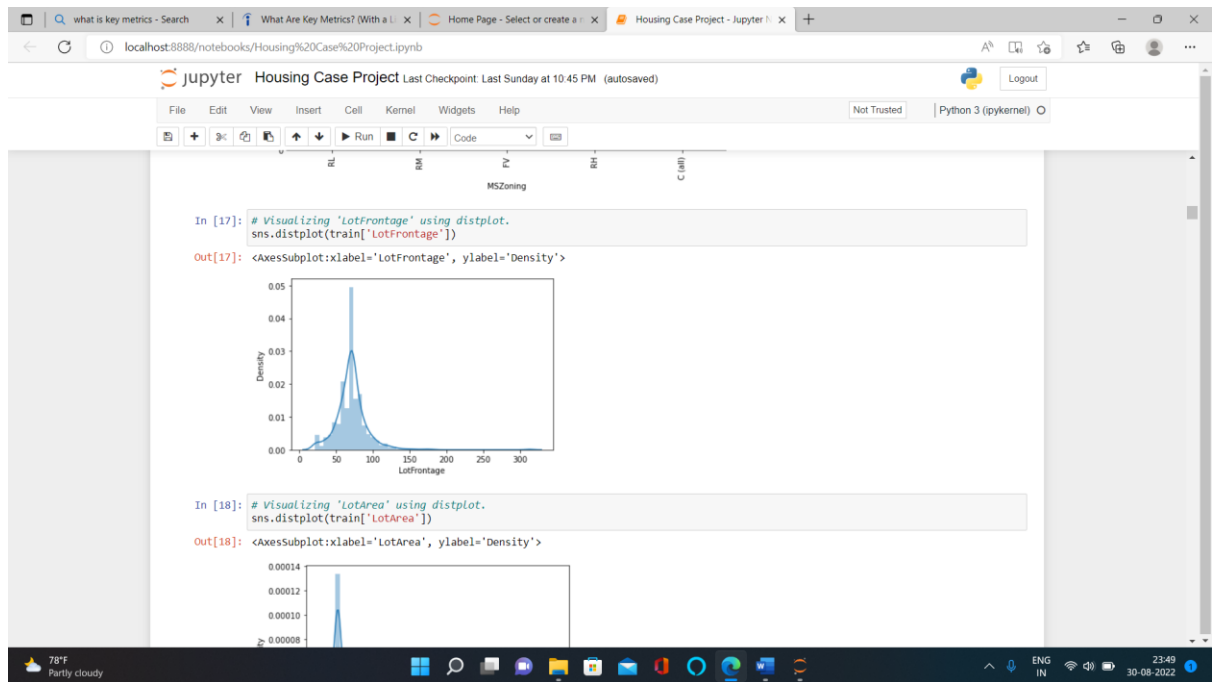 what is key metrics - Search
What Are Key Metrics? (With a Li
Home Page - Select or create a n
Housing Case Project - Jupyter N
localhost:8888/notebooks/Housing%20Case%20Project.ipynb
jupyter Housing Case Project Last Checkpoint: Last Sunday at 10:45 PM (autosaved)
Logout
File Edit View Insert Cell Kernel Widgets Help
Not Trusted
Python 3 (ipykernel)
Run
Code
RL RM FV RH C (all)
MSZoning
In [17]: # Visualizing 'LotFrontage' using distplot.
sns.distplot(train['LotFrontage'])
Out[17]: <AxesSubplot:xlabel='LotFrontage', ylabel='Density'>
0.05
0.04
0.03
0.02
0.01
0.00
Density
0 50 100 150 200 250 300
LotFrontage
In [18]: # Visualizing 'LotArea' using distplot.
sns.distplot(train['LotArea'])
Out[18]: <AxesSubplot:xlabel='LotArea', ylabel='Density'>
0.00014
0.00012
0.00010
0.00008
78°F
Partly cloudy
ENG
IN
23:49
30-08-2022
1